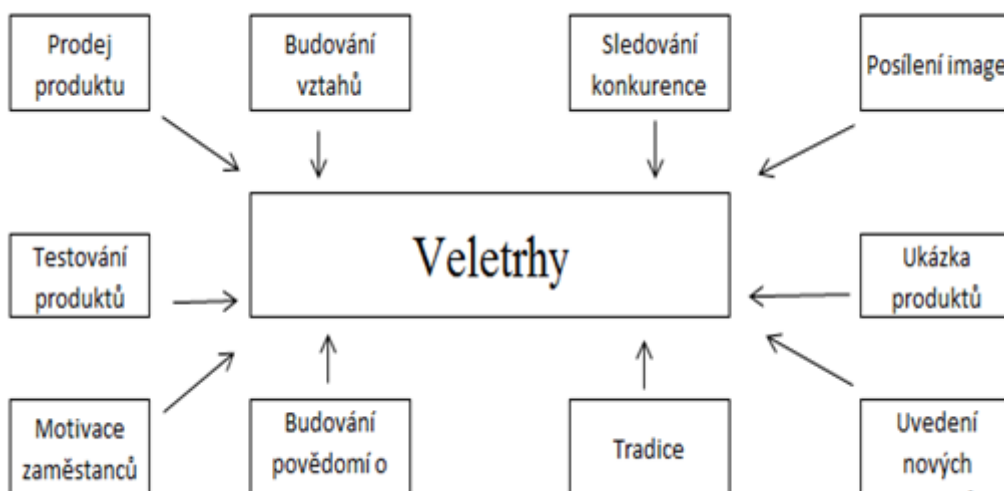 Prodej
produktu
Budování
vztahů
Sledování
konkurence
Posílení image
Veletrhy
Testování
produktů
Ukázka
produktů
Motivace
zaměstanců
Budování
povědomí o
Tradice
Uvedení
nových